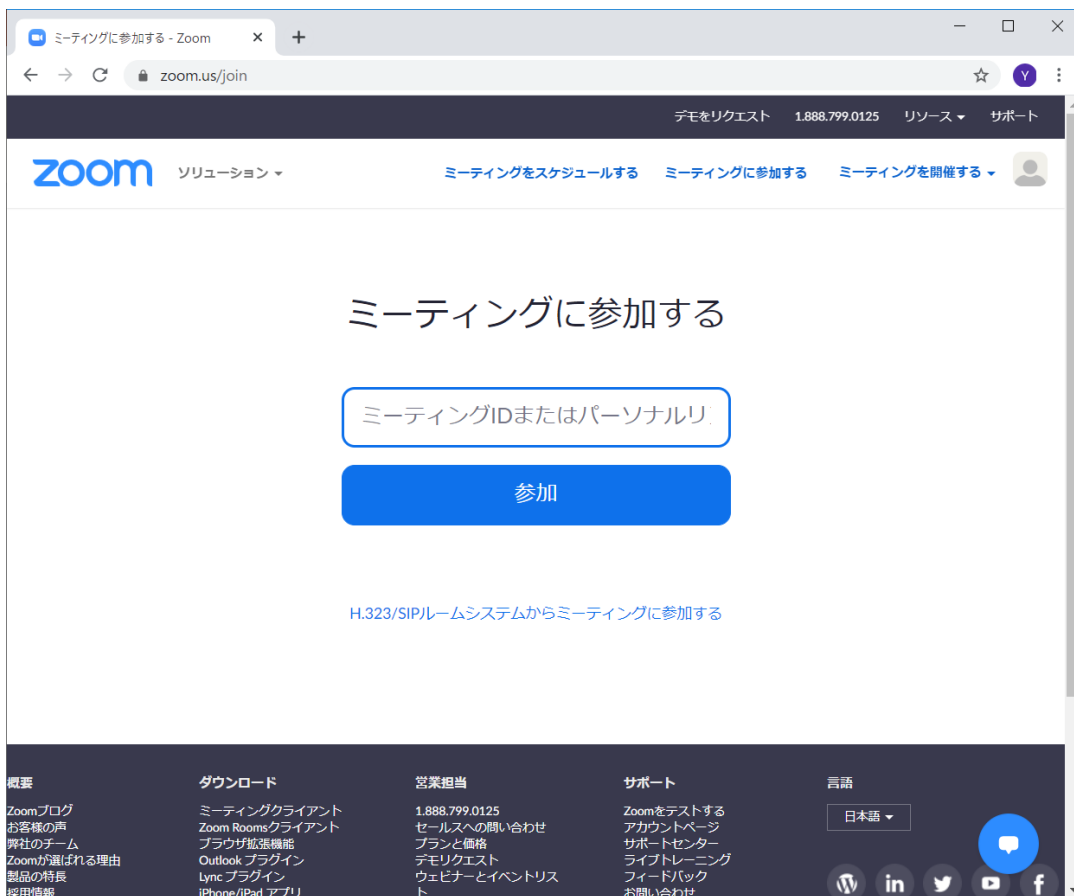 ミーティングに参加する - Zoom
zoom.us/join
Y
デモをリクエスト 1.888.799.0125 リソース サポート
zoom ソリューション ミーティングをスケジュールする ミーティングに参加する ミーティングを開催する
ミーティングに参加する
ミーティングIDまたはパーソナルリ
参加
H.323/SIPルームシステムからミーティングに参加する
概要
Zoomブログ
お客様の声
弊社のチーム
Zoomが選ばれる理由
製品の特長
採用情報
ダウンロード
ミーティングクライアント
Zoom Roomsクライアント
ブラウザ拡張機能
Outlook プラグイン
Lync プラグイン
iPhone/iPad アプリ
営業担当
1.888.799.0125
セールスへの問い合わせ
プランと価格
デモリクエスト
ウェビナーとイベントリス
ト
サポート
Zoomをテストする
アカウントページ
サポートセンター
ライブトレーニング
フィードバック
お問い合わせ
言語
日本語